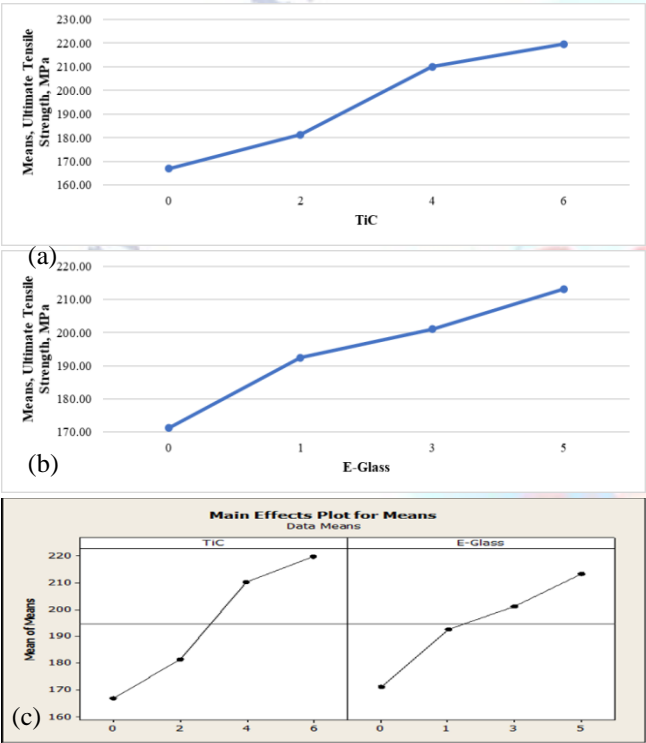 230.00
220.00
210.00
200.00
190.00
180.00
170.00
160.00
Means, Ultimate Tensile
Strength, MPa
0 2 4 6
TiC
(a)
220.00
210.00
200.00
190.00
180.00
170.00
Means, Ultimate Tensile
Strength, MPa
0 1 3 5
E-Glass
(b)
Main Effects Plot for Means
Data Means
TiC E-Glass
220
210
200
190
180
170
160
Mean of Means
0 2 4 6 0 1 3 5
(c)